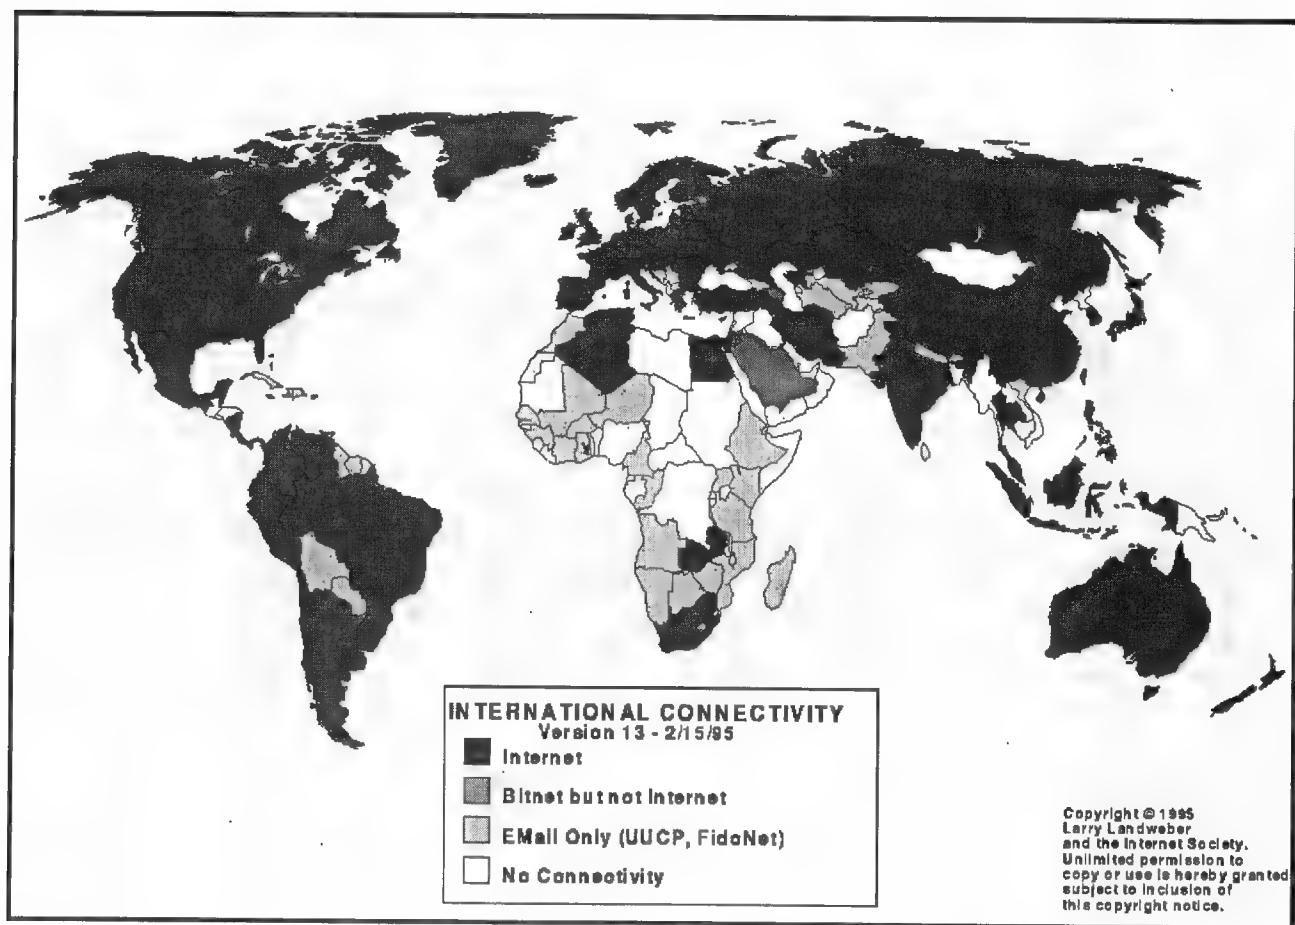 INTERNATIONAL CONNECTIVITY
Version 13 - 2/15/95
Internet
Bitnet but not Internet
EMail Only (UUCP, FidoNet)
No Connectivity
Copyright © 1995
Larry Landweber
and the Internet Society.
Unlimited permission to
copy or use is hereby granted
subject to inclusion of
this copyright notice.